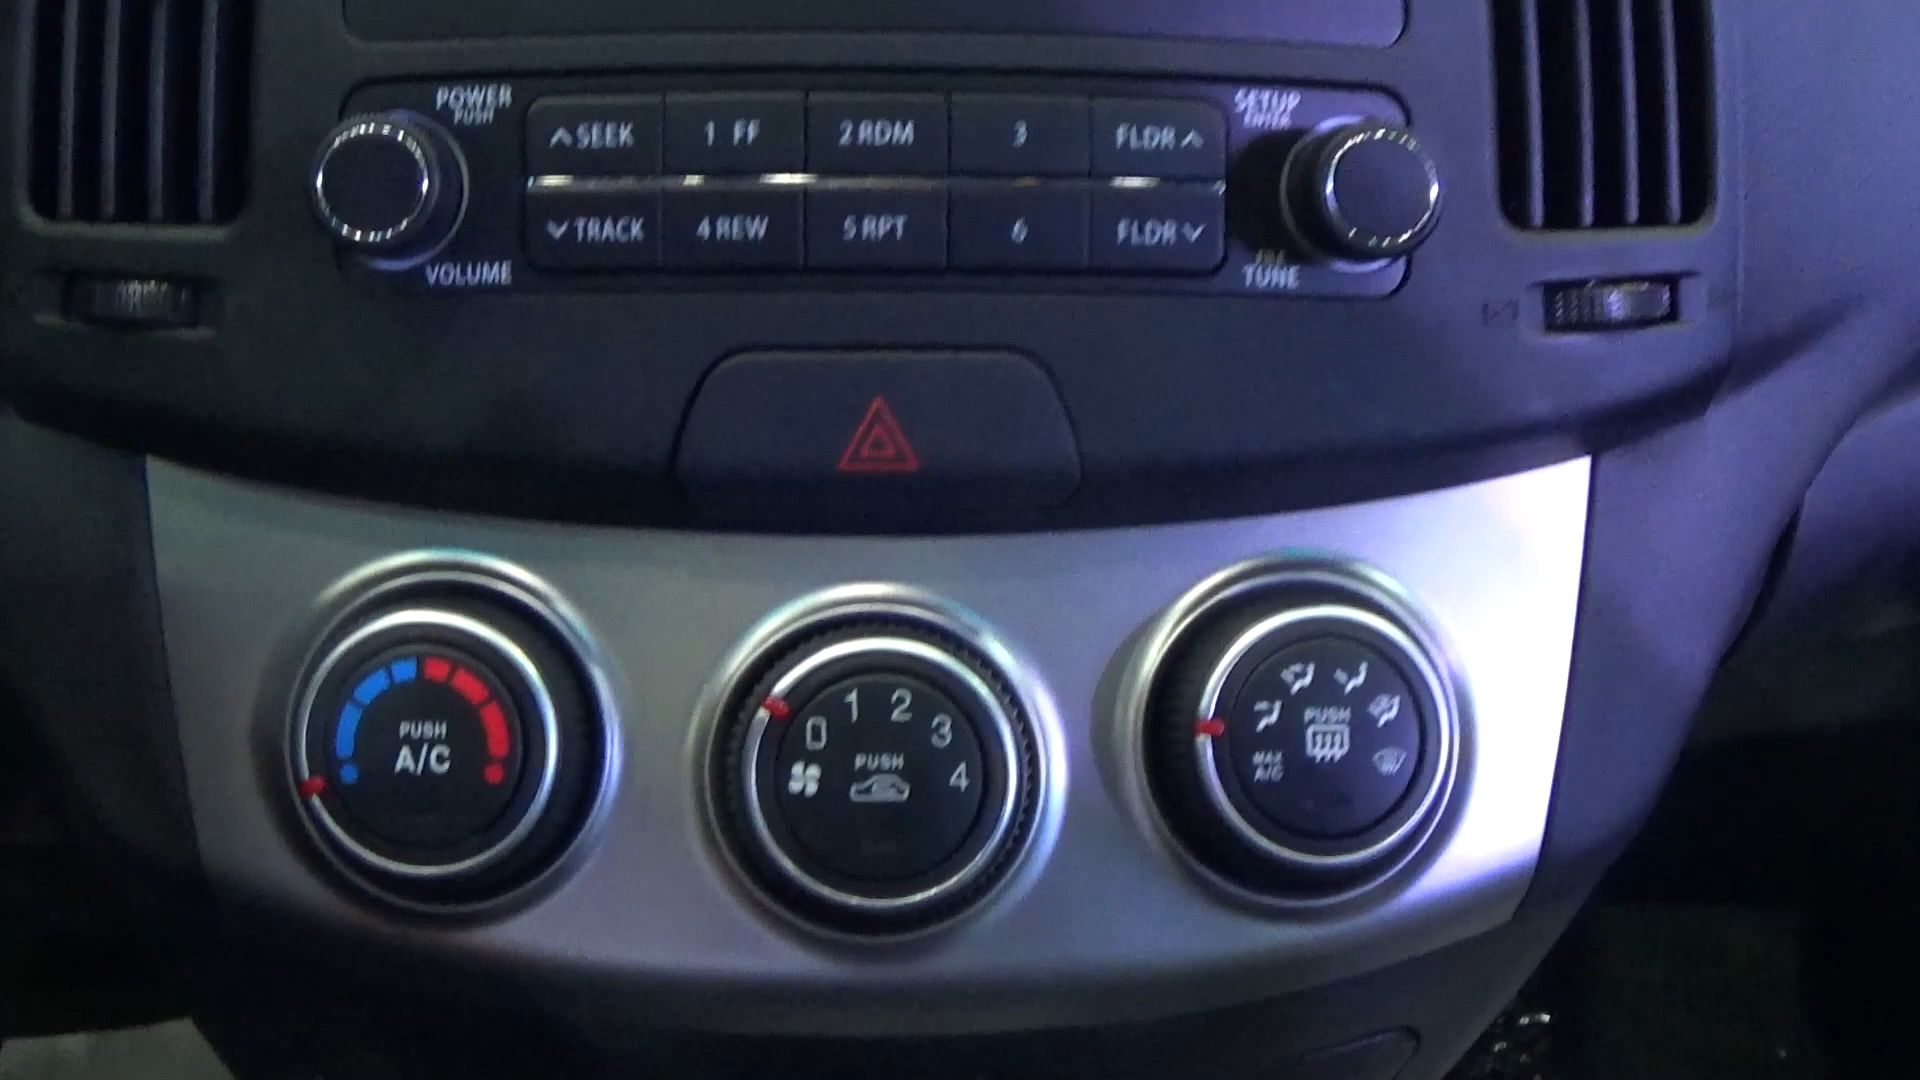 POWER
PUSH
SEEK
1 FF
2 RDM
3
FLDR
SETUP
ENTER
TRACK
4 REW
5 RPT
6
FLDR
VOLUME
TUNE
PUSH
A/C
0
1
2
3
4
PUSH
PUSH
MAX
A/C